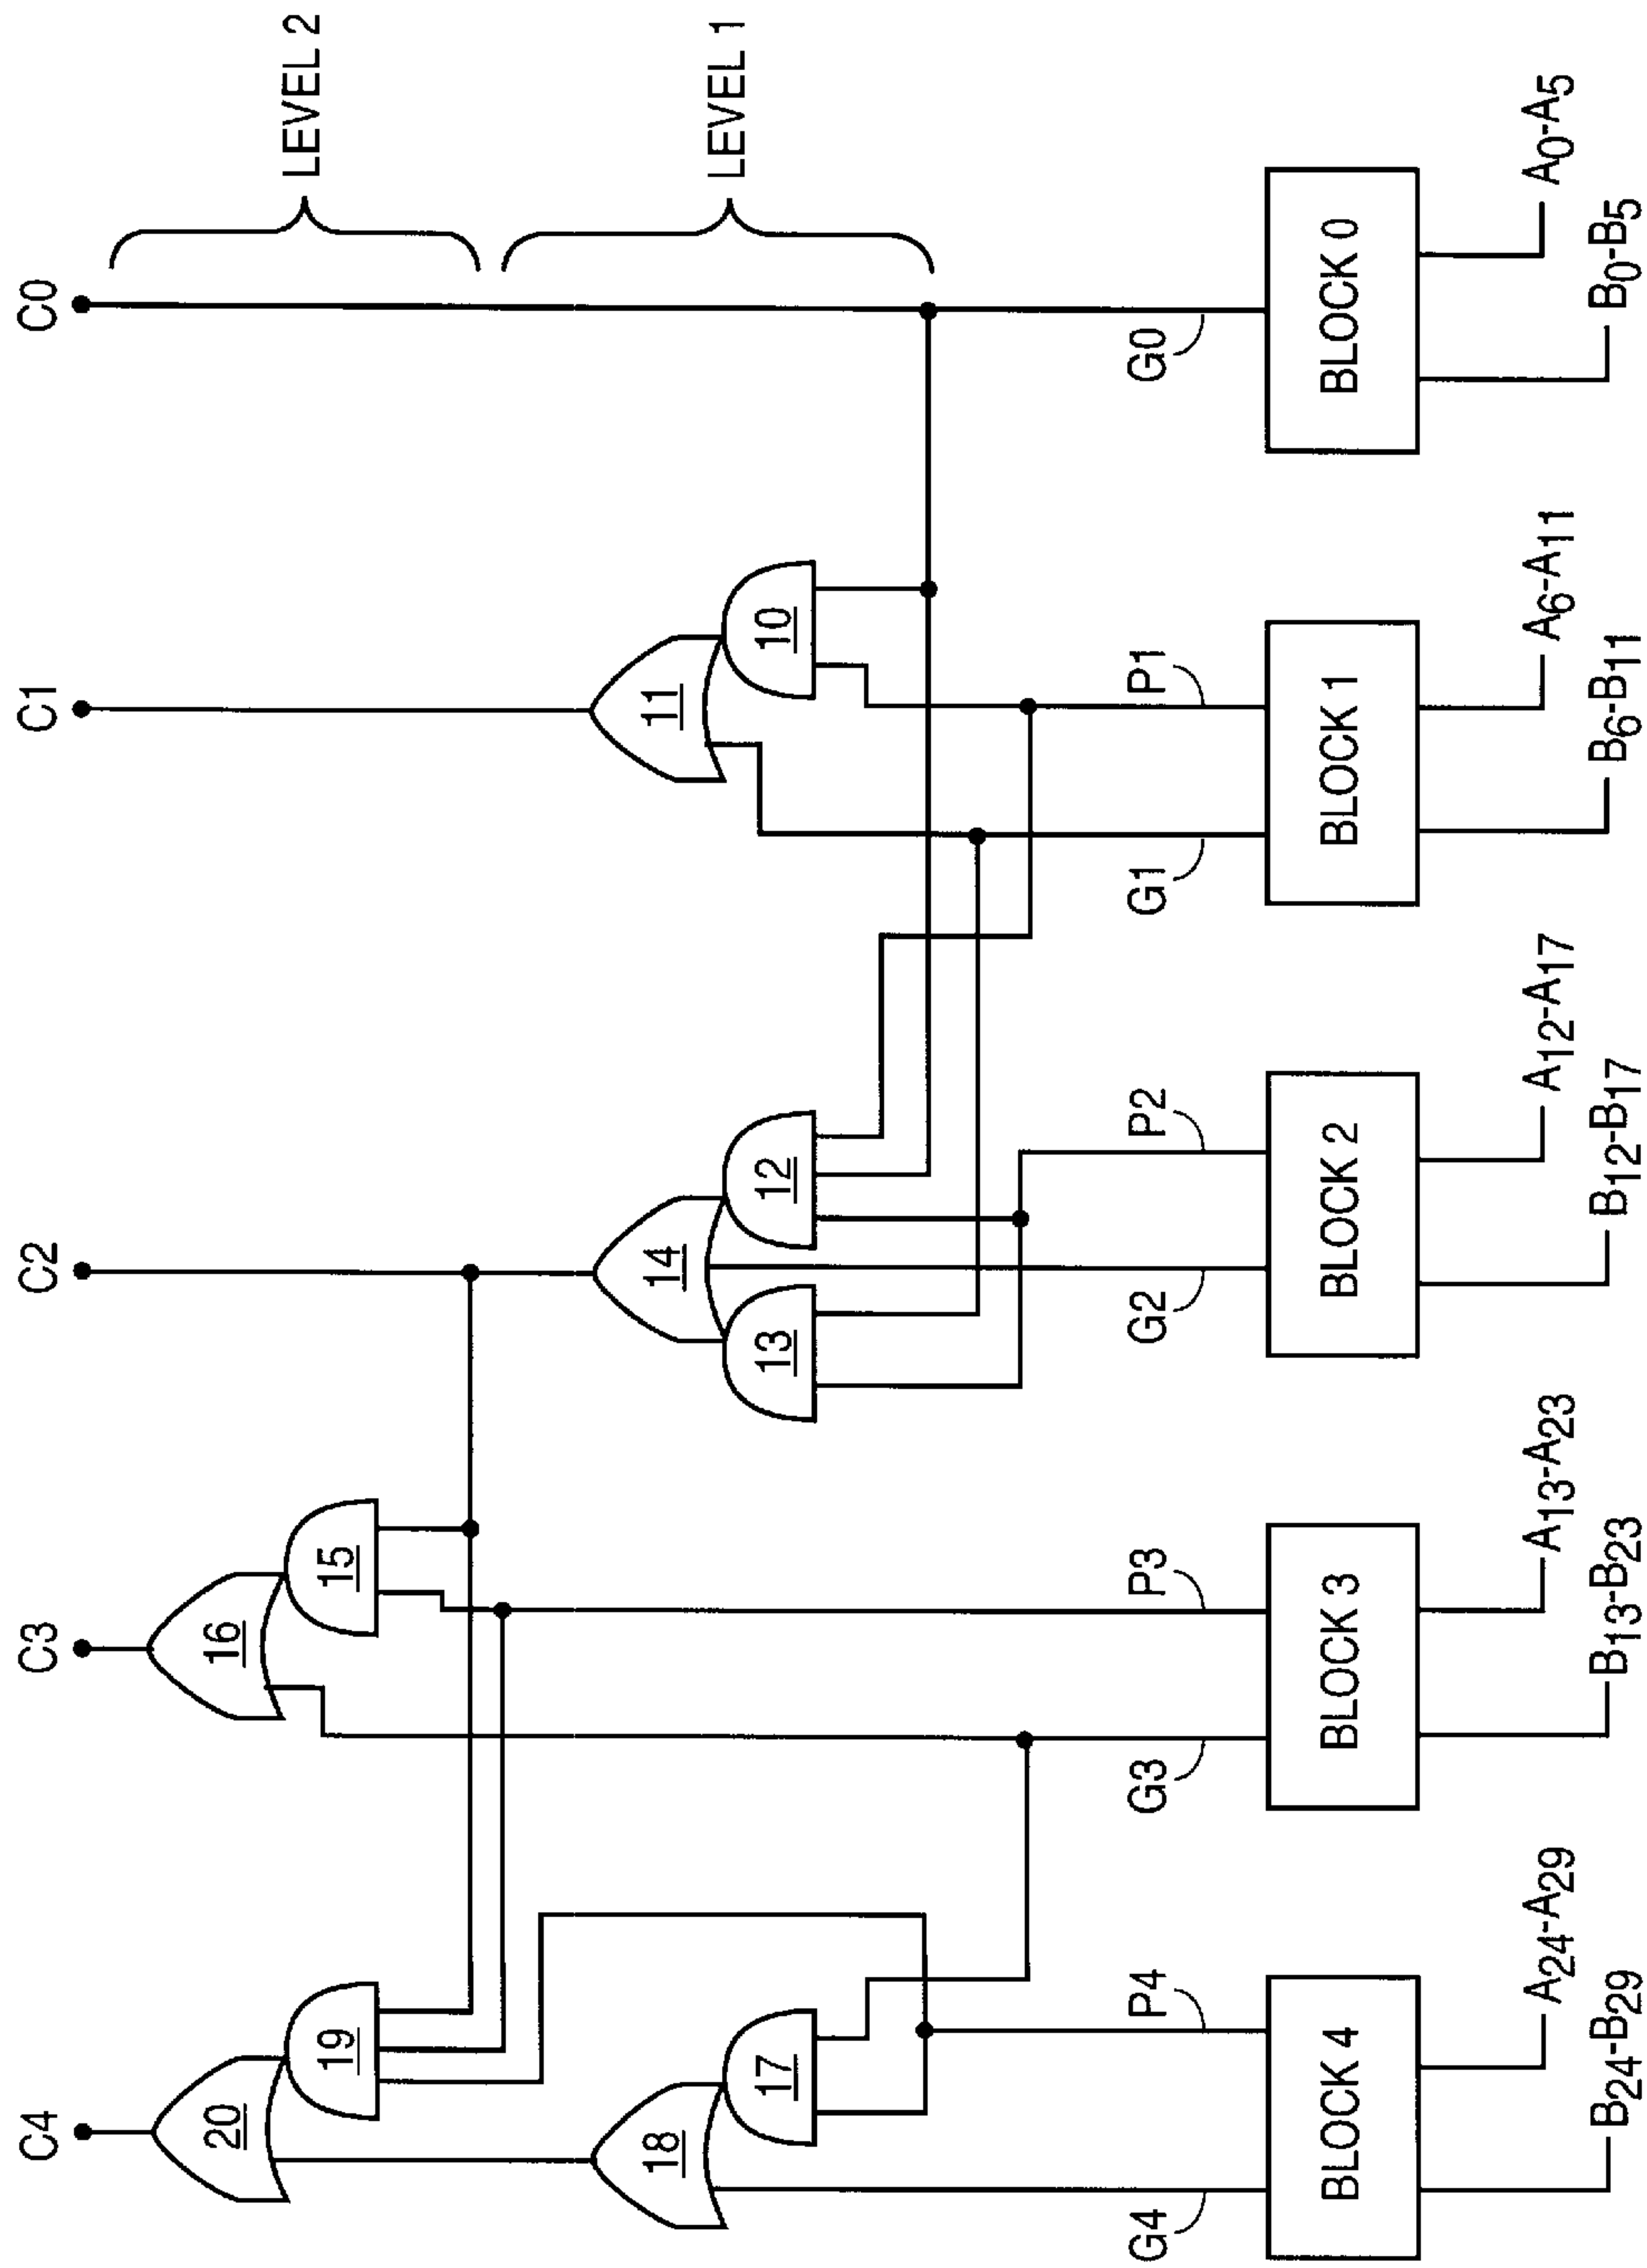 C4
C3
C2
C1
C0
20
19
16
15
LEVEL 2
18
17
14
13
12
11
10
LEVEL 1
G4
P4
G3
P3
G2
P2
G1
P1
G0
BLOCK 4
BLOCK 3
BLOCK 2
BLOCK 1
BLOCK 0
A24-A29
A13-A23
A12-A17
A6-A11
A0-A5
B24-B29
B13-B23
B12-B17
B6-B11
B0-B5